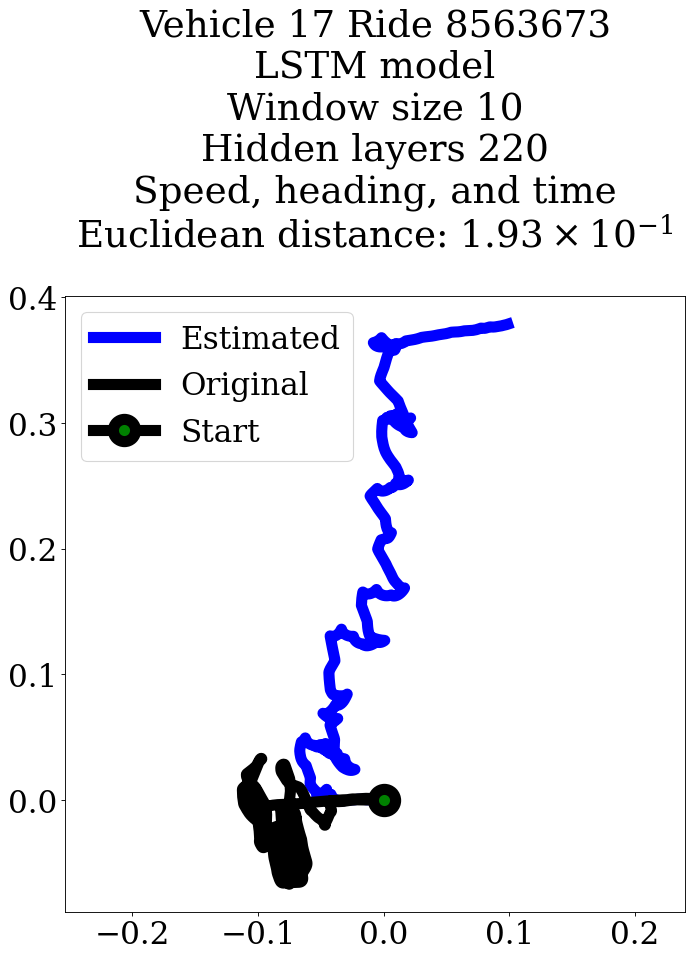 Vehicle 17 Ride 8563673
LSTM model
Window size 10
Hidden layers 220
Speed, heading, and time
Euclidean distance: 1.93 × 10⁻¹
0.4
Estimated
Original
Start
0.3
0.2
0.1
0.0
−0.2 −0.1 0.0 0.1 0.2